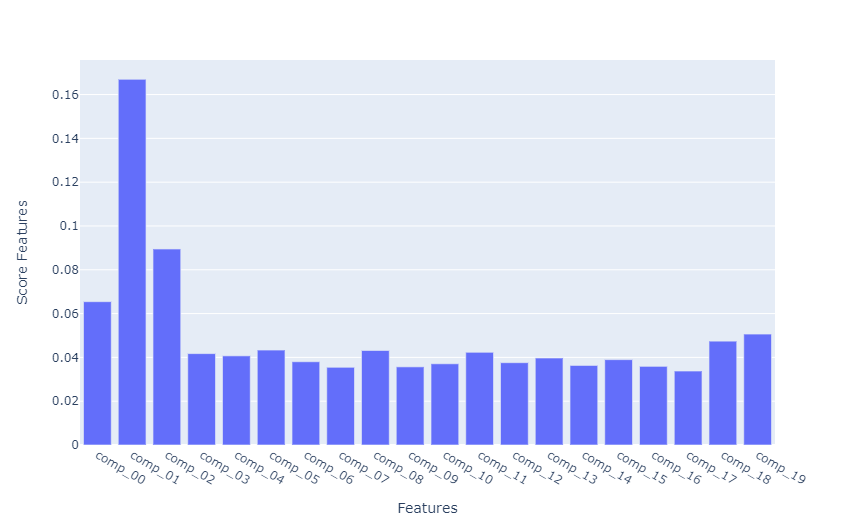 0.16
0.14
0.12
0.1
0.08
0.06
0.04
0.02
0
Score Features
comp_00
comp_01
comp_02
comp_03
comp_04
comp_05
comp_06
comp_07
comp_08
comp_09
comp_10
comp_11
comp_12
comp_13
comp_14
comp_15
comp_16
comp_17
comp_18
comp_19
Features